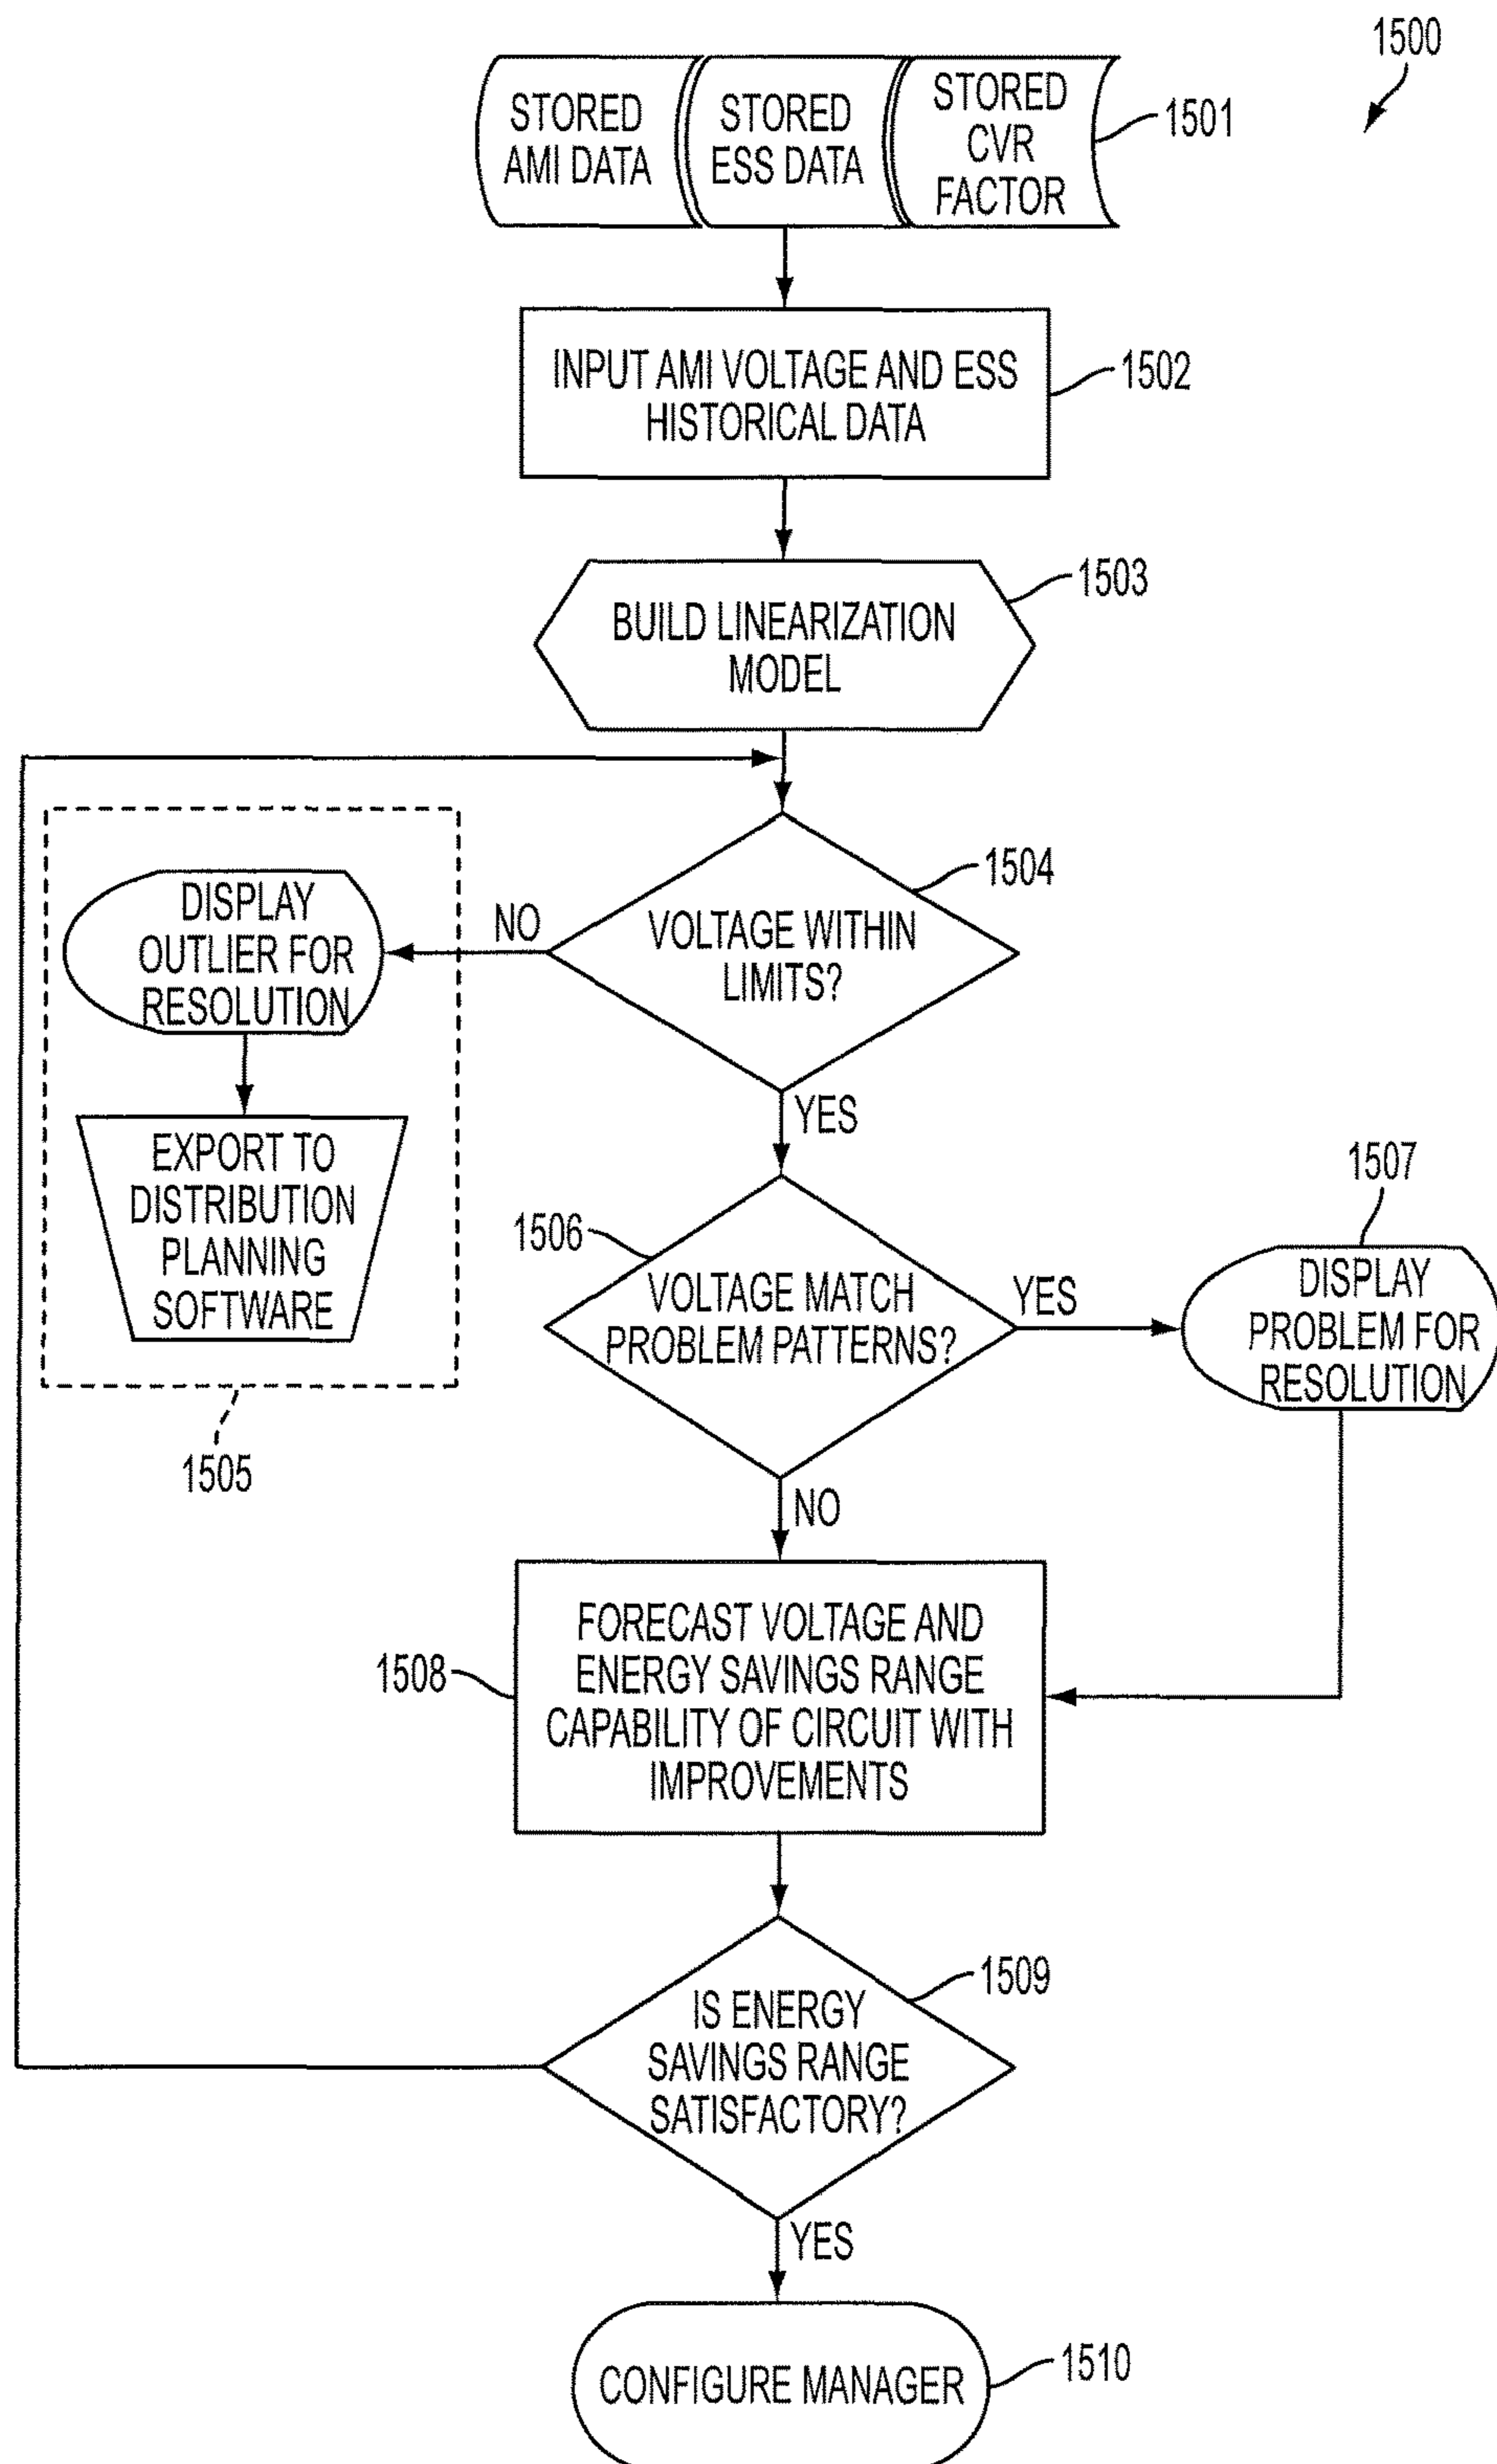 1500
STORED
AMI DATA
STORED
ESS DATA
STORED
CVR
FACTOR
1501
INPUT AMI VOLTAGE AND ESS
HISTORICAL DATA
1502
BUILD LINEARIZATION
MODEL
1503
VOLTAGE WITHIN
LIMITS?
1504
NO
DISPLAY
OUTLIER FOR
RESOLUTION
EXPORT TO
DISTRIBUTION
PLANNING
SOFTWARE
1505
YES
1506
VOLTAGE MATCH
PROBLEM PATTERNS?
YES
1507
DISPLAY
PROBLEM FOR
RESOLUTION
NO
1508
FORECAST VOLTAGE AND
ENERGY SAVINGS RANGE
CAPABILITY OF CIRCUIT WITH
IMPROVEMENTS
1509
IS ENERGY
SAVINGS RANGE
SATISFACTORY?
YES
CONFIGURE MANAGER
1510